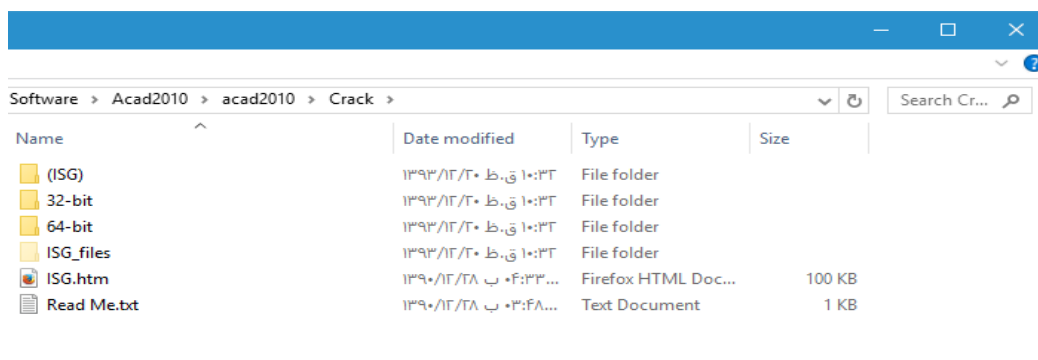 Software > Acad2010 > acad2010 > Crack > Search Cr...
Name Date modified Type Size
(ISG) ۱۳۹۳/۱۲/۲۰ ق.ظ ۱۰:۳۲ File folder
32-bit ۱۳۹۳/۱۲/۲۰ ق.ظ ۱۰:۳۲ File folder
64-bit ۱۳۹۳/۱۲/۲۰ ق.ظ ۱۰:۳۲ File folder
ISG_files ۱۳۹۳/۱۲/۲۰ ق.ظ ۱۰:۳۲ File folder
ISG.htm ۱۳۹۰/۱۲/۲۸ ب ۰۴:۳۳... Firefox HTML Doc... 100 KB
Read Me.txt ۱۳۹۰/۱۲/۲۸ ب ۰۳:۴۸... Text Document 1 KB